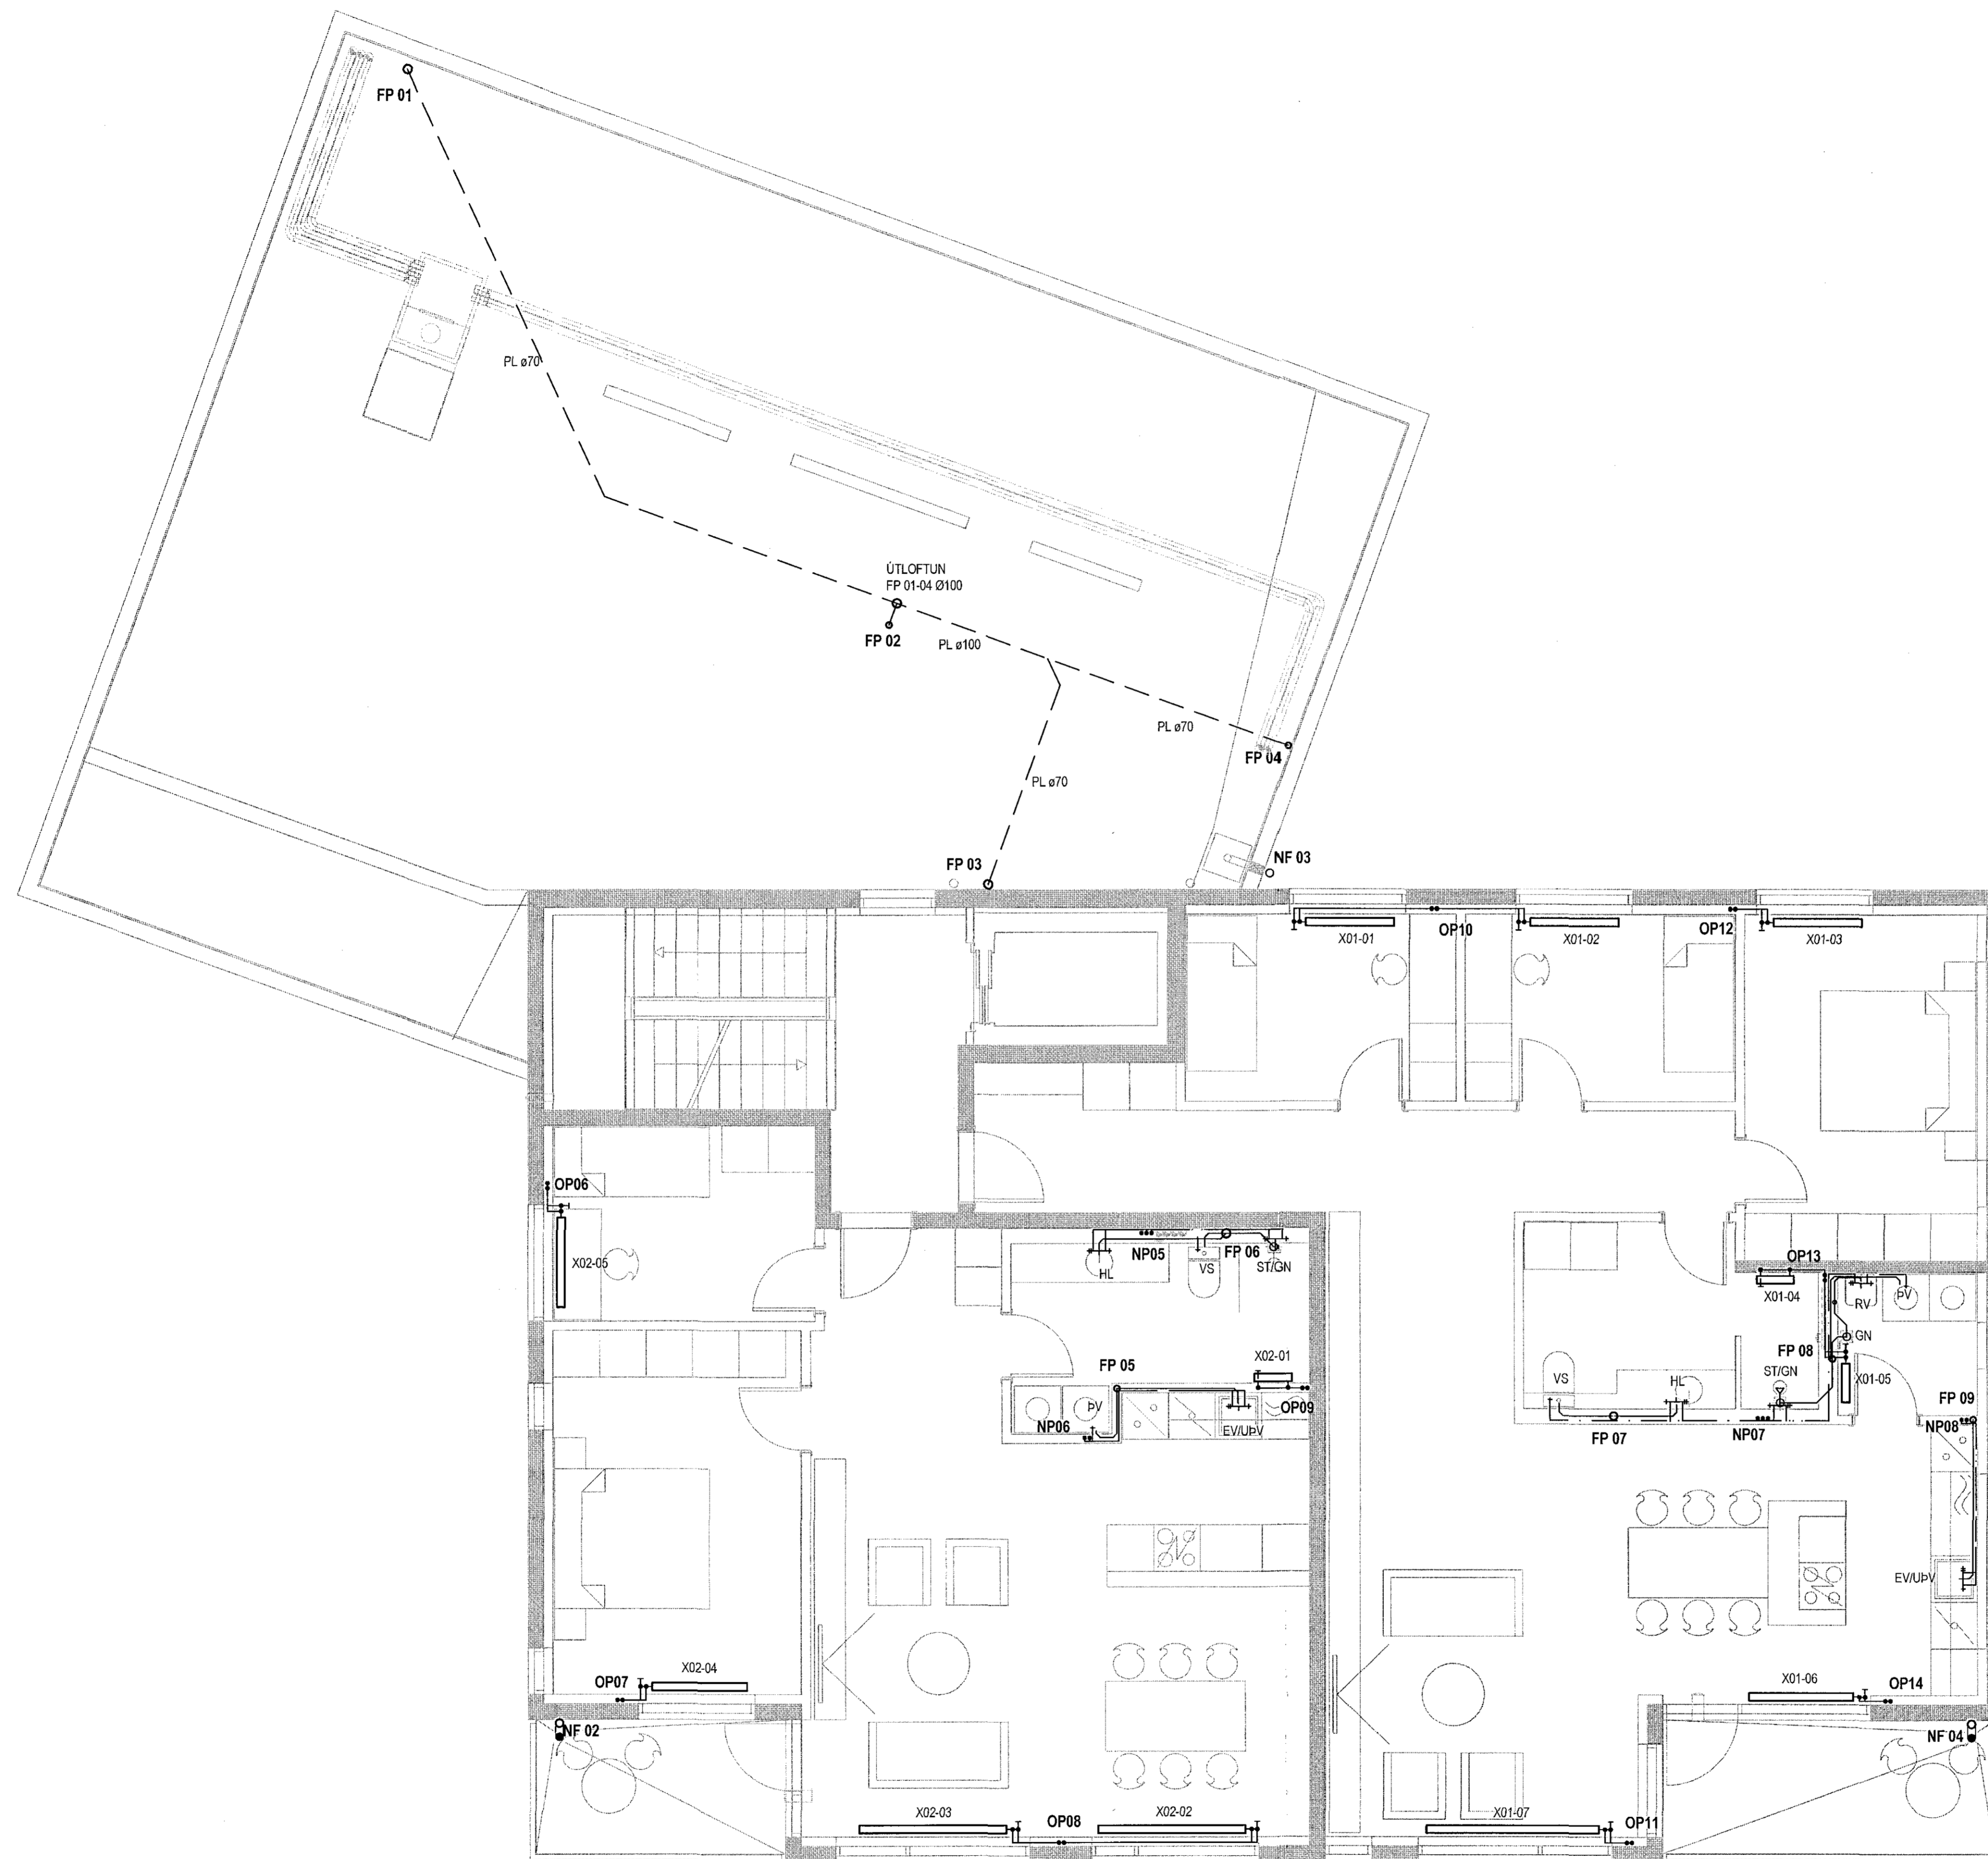 FP 01
PL ø70
ÚTLOFTUN
FP 01-04 Ø100
FP 02
PL ø100
PL ø70
FP 04
PL ø70
FP 03
NF 03
X01-01
OP10
X01-02
OP12
X01-03
OP06
X02-05
NP05
FP 06
HL
VS
ST/GN
OP13
X01-04
RV
ÞV
GN
FP 08
X01-05
FP 05
X02-01
ÞV
OP09
NP06
EV/UÞV
VS
HL
ST/GN
FP 09
NP08
FP 07
NP07
EV/UÞV
OP07
X02-04
X01-06
OP14
NF 02
NF 04
X02-03
OP08
X02-02
X01-07
OP11